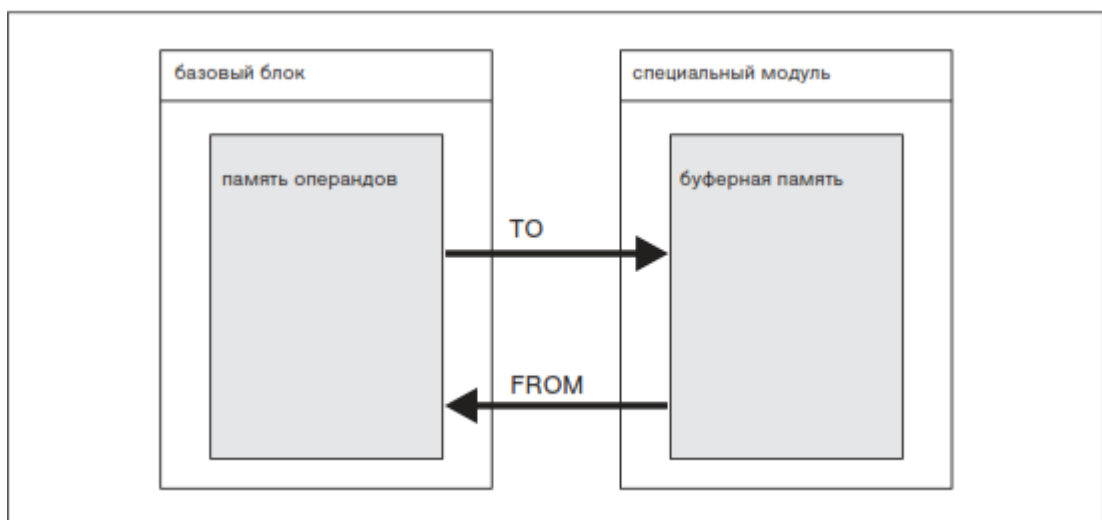 базовый блок
специальный модуль
память операндов
буферная память
TO
FROM